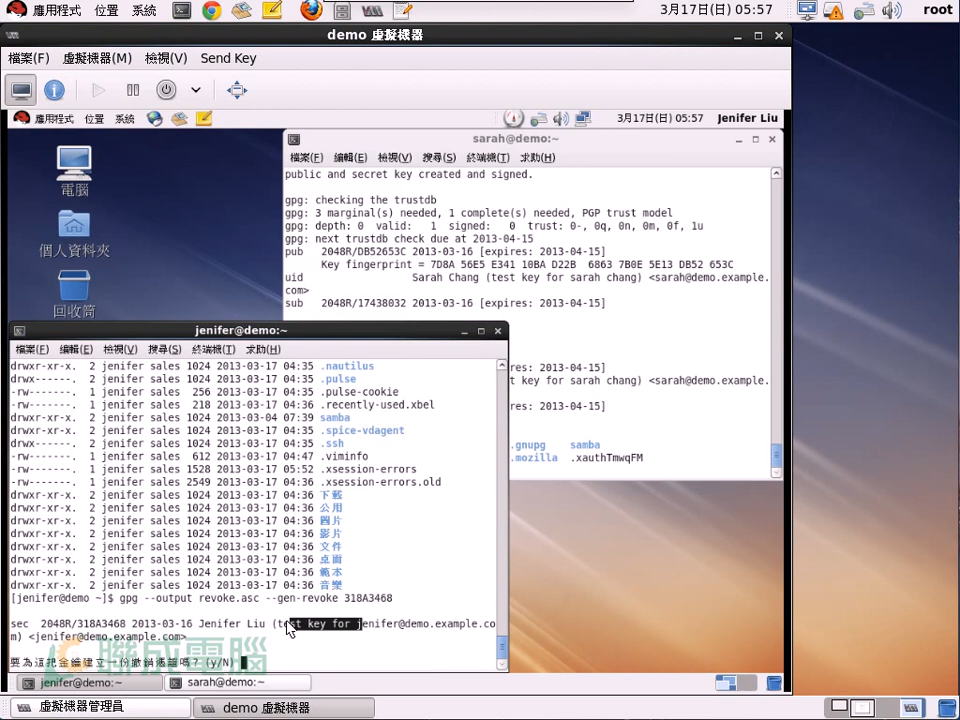 應用程式 位置 系統
3月17日(日) 05:57
root
demo 虛擬機器
檔案(F) 虛擬機器(M) 檢視(V) Send Key
應用程式 位置 系統
3月17日(日) 05:57 Jenifer Liu
電腦
個人資料夾
回收筒
sarah@demo:~
檔案(F) 編輯(E) 檢視(V) 搜尋(S) 終端機(T) 求助(H)
public and secret key created and signed.
gpg: checking the trustdb
gpg: 3 marginal(s) needed, 1 complete(s) needed, PGP trust model
gpg: depth: 0 valid: 1 signed: 0 trust: 0-, 0q, 0n, 0m, 0f, 1u
gpg: next trustdb check due at 2013-04-15
pub 2048R/DB52653C 2013-03-16 [expires: 2013-04-15]
Key fingerprint = 7D8A 56E5 E341 10BA D22B 6863 7B0E 5E13 DB52 653C
uid Sarah Chang (test key for sarah chang) <sarah@demo.example.
com>
sub 2048R/17438032 2013-03-16 [expires: 2013-04-15]
res: 2013-04-15]
t key for sarah chang) <sarah@demo.example.
res: 2013-04-15]
.gnupg samba
.mozilla .xauthTmwqFM
jenifer@demo:~
檔案(F) 編輯(E) 檢視(V) 搜尋(S) 終端機(T) 求助(H)
drwxr-xr-x. 2 jenifer sales 1024 2013-03-17 04:35 .nautilus
drwx------. 2 jenifer sales 1024 2013-03-17 04:35 .pulse
-rw-------. 1 jenifer sales 256 2013-03-17 04:35 .pulse-cookie
-rw-------. 1 jenifer sales 218 2013-03-17 04:36 .recently-used.xbel
drwxr-xr-x. 2 jenifer sales 1024 2013-03-04 07:39 samba
drwxr-xr-x. 2 jenifer sales 1024 2013-03-17 04:36 .spice-vdagent
drwx------. 2 jenifer sales 1024 2013-03-17 04:35 .ssh
-rw-------. 1 jenifer sales 612 2013-03-17 04:47 .viminfo
-rw-------. 1 jenifer sales 1528 2013-03-17 05:52 .xsession-errors
-rw-------. 1 jenifer sales 2549 2013-03-17 04:36 .xsession-errors.old
drwxr-xr-x. 2 jenifer sales 1024 2013-03-17 04:36 下載
drwxr-xr-x. 2 jenifer sales 1024 2013-03-17 04:36 公用
drwxr-xr-x. 2 jenifer sales 1024 2013-03-17 04:36 圖片
drwxr-xr-x. 2 jenifer sales 1024 2013-03-17 04:36 影片
drwxr-xr-x. 2 jenifer sales 1024 2013-03-17 04:36 文件
drwxr-xr-x. 2 jenifer sales 1024 2013-03-17 04:36 桌面
drwxr-xr-x. 2 jenifer sales 1024 2013-03-17 04:36 範本
drwxr-xr-x. 2 jenifer sales 1024 2013-03-17 04:36 音樂
[jenifer@demo ~]$ gpg --output revoke.asc --gen-revoke 318A3468
sec 2048R/318A3468 2013-03-16 Jenifer Liu (test key for jenifer@demo.example.co
m) <jenifer@demo.example.com>
要為這把金鑰建立一份撤銷憑證嗎? (y/N)
聯成電腦
jenifer@demo:~ sarah@demo:~
虛擬機器管理員 demo 虛擬機器